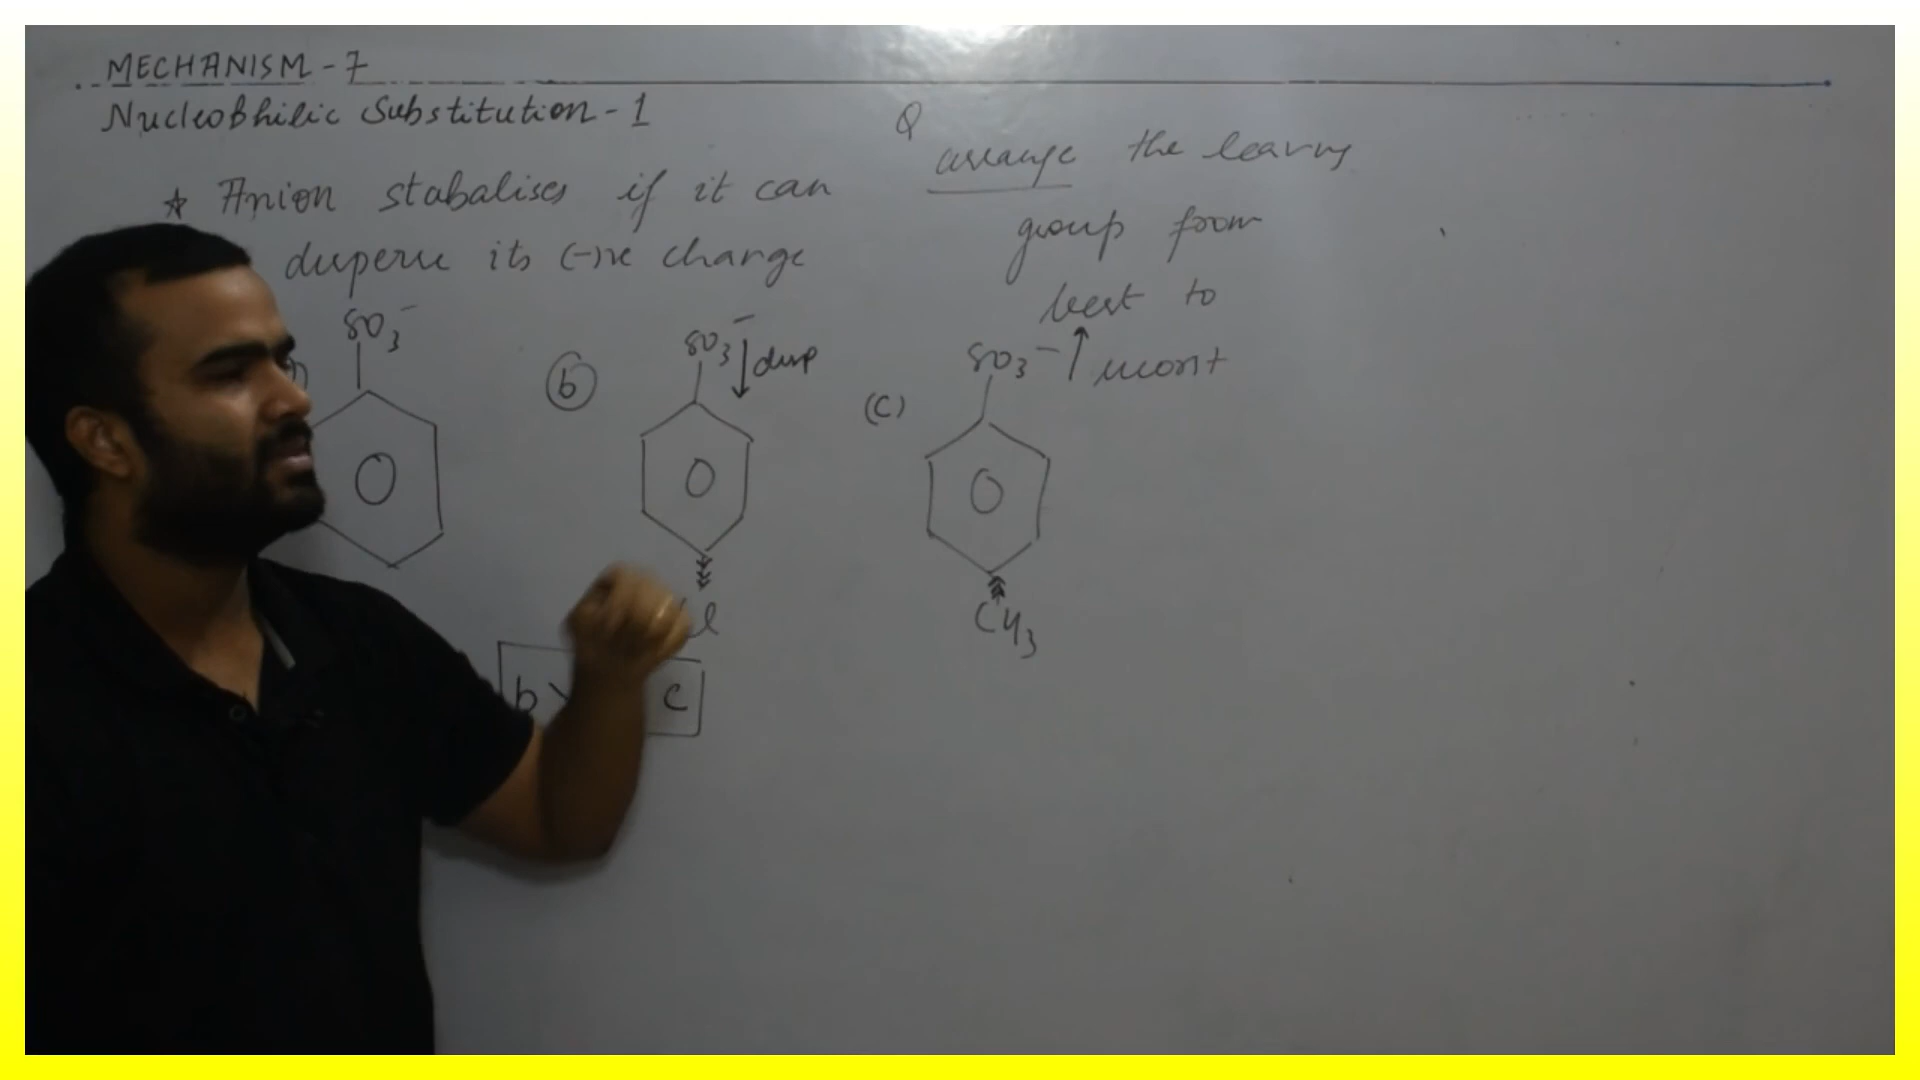 MECHANISM - 7
Nucleophilic Substitution - 1
☆ Anion stabalises if it can
disperse its (-)ve charge
Q arrange the leaving
group from
best to
worst
SO3-
(b)
SO3-
disp
(c)
SO3-
CH3
b > c